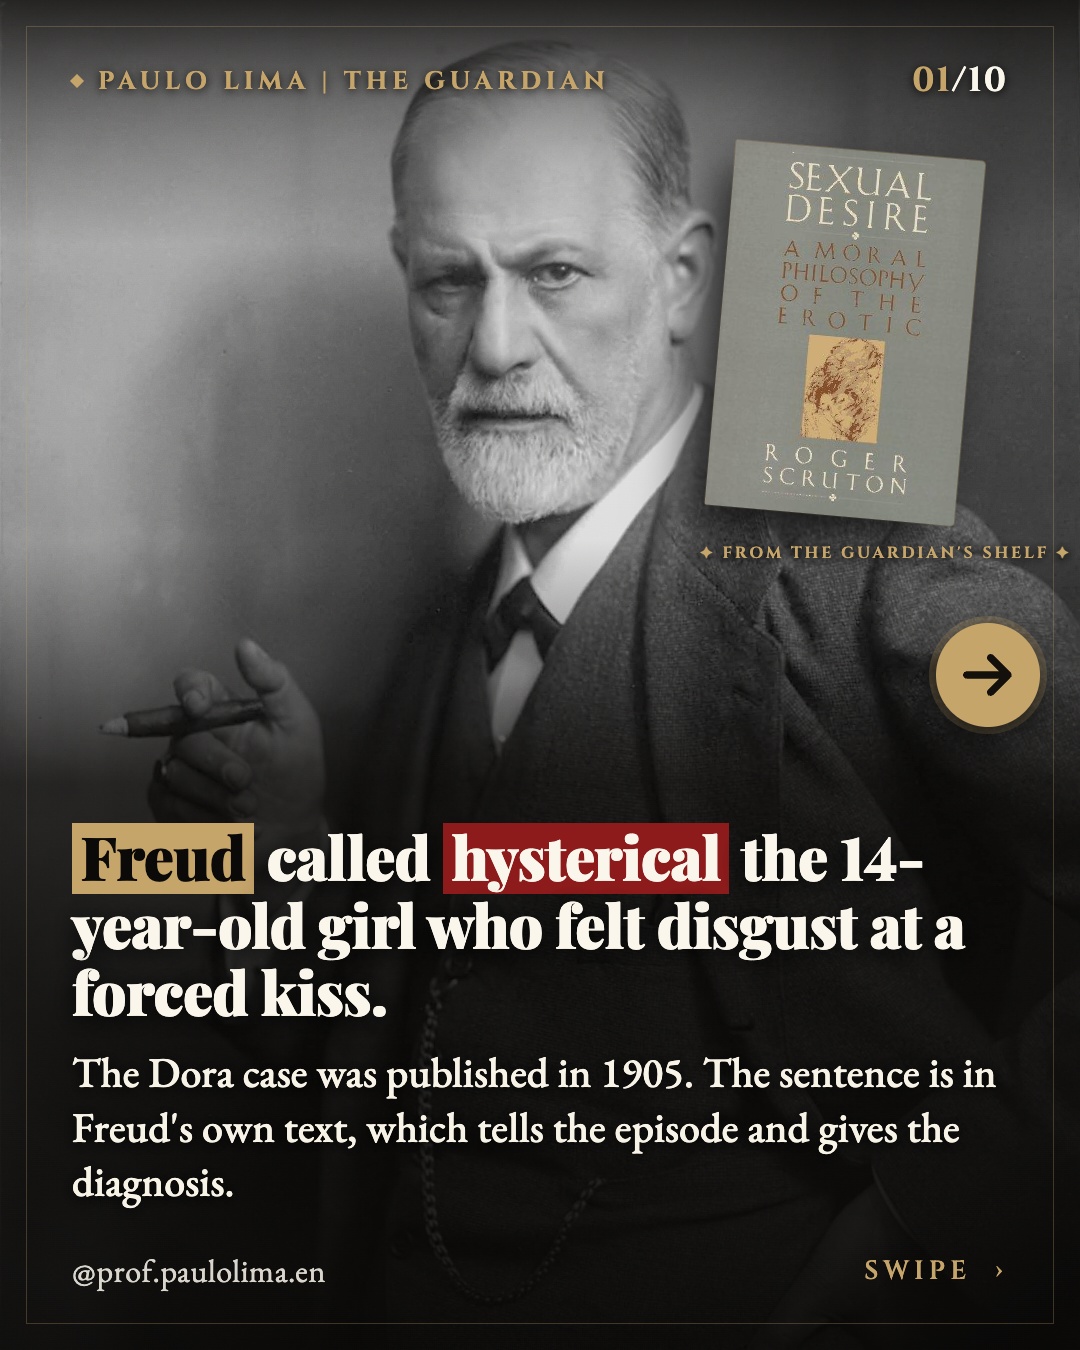 ◆ PAULO LIMA | THE GUARDIAN
01/10
SEXUAL
DESIRE
A MORAL
PHILOSOPHY
OF THE
EROTIC
ROGER
SCRUTON
✦ FROM THE GUARDIAN'S SHELF ✦
Freud called hysterical the 14-
year-old girl who felt disgust at a
forced kiss.
The Dora case was published in 1905. The sentence is in
Freud's own text, which tells the episode and gives the
diagnosis.
@prof.paulolima.en
SWIPE ›